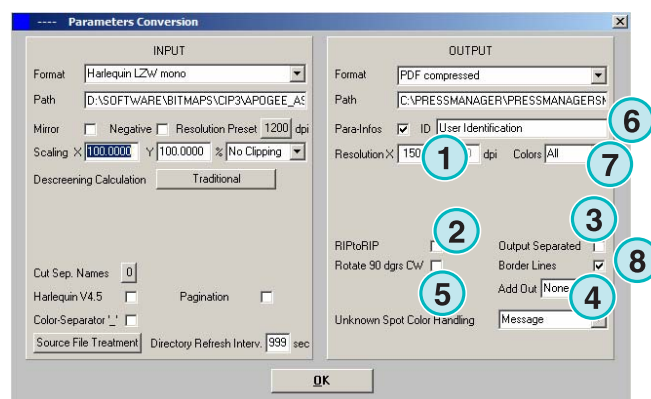 ---- Parameters Conversion
INPUT
Format Harlequin LZW mono
Path D:\SOFTWARE\BITMAPS\CIP3\APOGEE_AS
Mirror Negative Resolution Preset 1200 dpi
Scaling X 100.0000 Y 100.0000 % No Clipping
Descreening Calculation Traditional
Cut Sep. Names 0
Harlequin V4.5 Pagination
Color-Separator '_'
Source File Treatment Directory Refresh Interv. 999 sec
OUTPUT
Format PDF compressed
Path C:\PRESSMANAGER\PRESSMANAGERS
Para-Infos ID User Identification 6
Resolution X 150 1 dpi Colors All 7
3
RIPtoRIP 2 Output Separated
Rotate 90 dgrs CW Border Lines 8
5 Add Out None 4
Unknown Spot Color Handling Message
OK